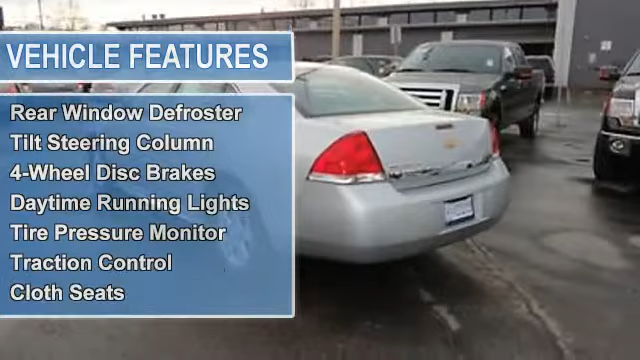 VEHICLE FEATURES
Rear Window Defroster
Tilt Steering Column
4-Wheel Disc Brakes
Daytime Running Lights
Tire Pressure Monitor
Traction Control
Cloth Seats